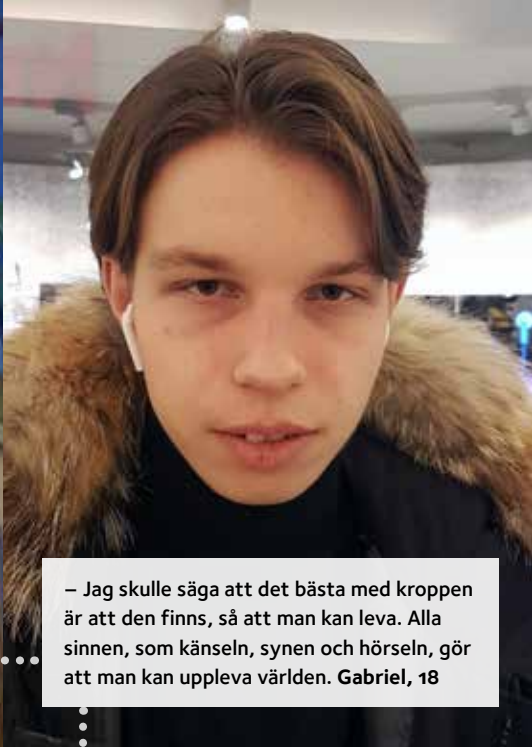 – Jag skulle säga att det bästa med kroppen
är att den finns, så att man kan leva. Alla
sinnen, som känseln, synen och hörseln, gör
att man kan uppleva världen. Gabriel, 18